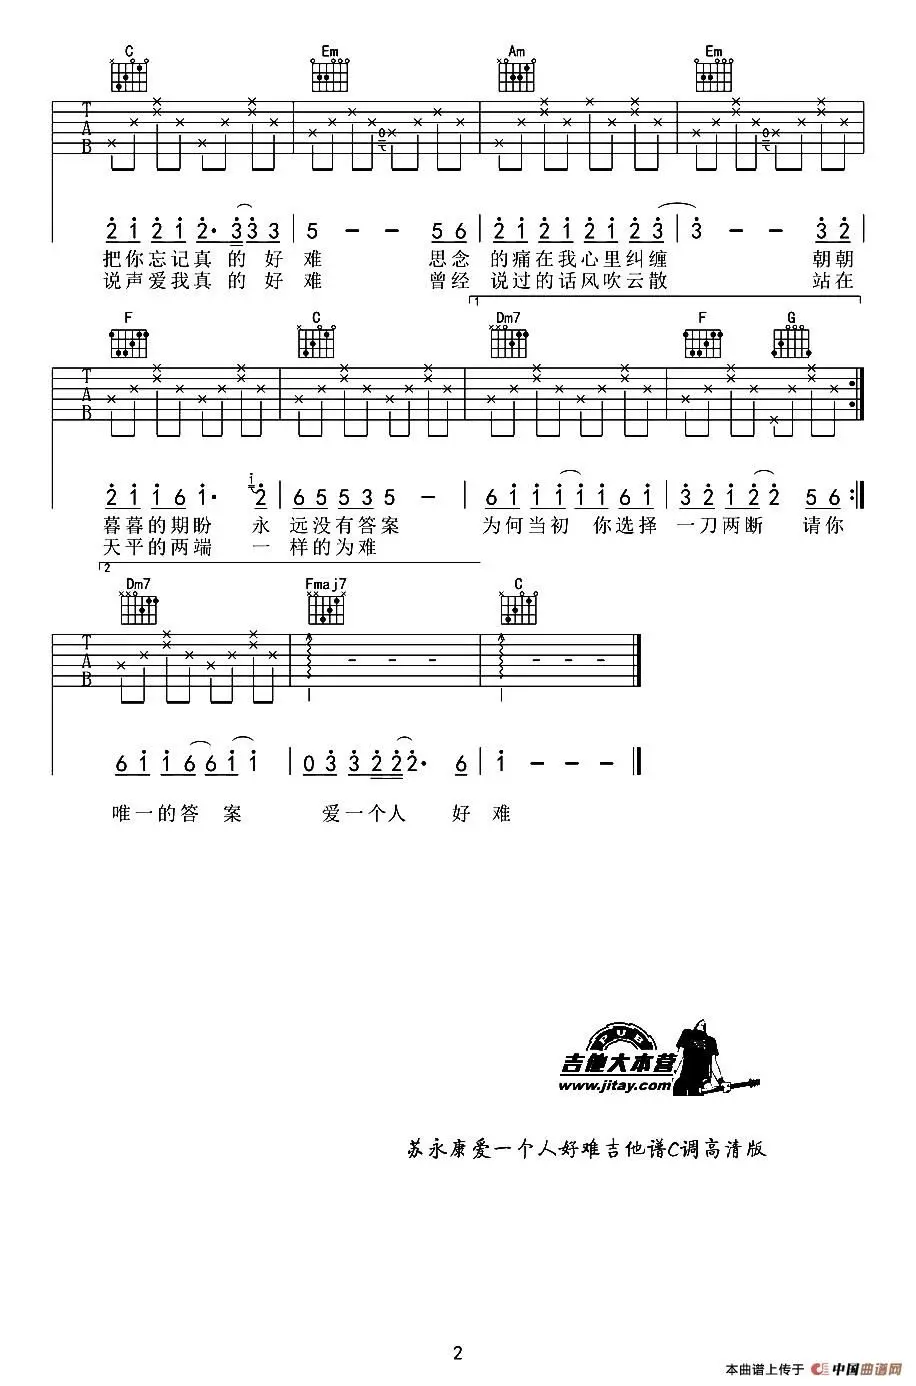 C Em Am Em
T A B
2 1 2 1 2· 3 3 3 | 5 - - 5 6 | 2 1 2 1 2 1 2 3 | 3 - - 3 2
把你忘记真的好难 思念的痛在我心里纠缠 朝朝
说声爱我真的好难 曾经说过的话风吹云散 站在
1
F C Dm7 F G
T A B
2 1 1 6 1· 1 2 | 6 5 5 3 5 - | 6 1 1 1 1 1 6 1 | 3 2 1 2 2 5 6 :
暮暮的期盼 永远没有答案 为何当初 你选择 一刀两断 请你
天平的两端 一样的为难
2
Dm7 Fmaj7 C
T A B
6 1 1 6 6 1 1 | 0 3 3 2 2 2· 6 | 1 - - -
唯一的答案 爱一个人 好难
PUB
吉他大本营
www.jitay.com
苏永康爱一个人好难吉他谱C调高清版
2
本曲谱上传于 中国曲谱网